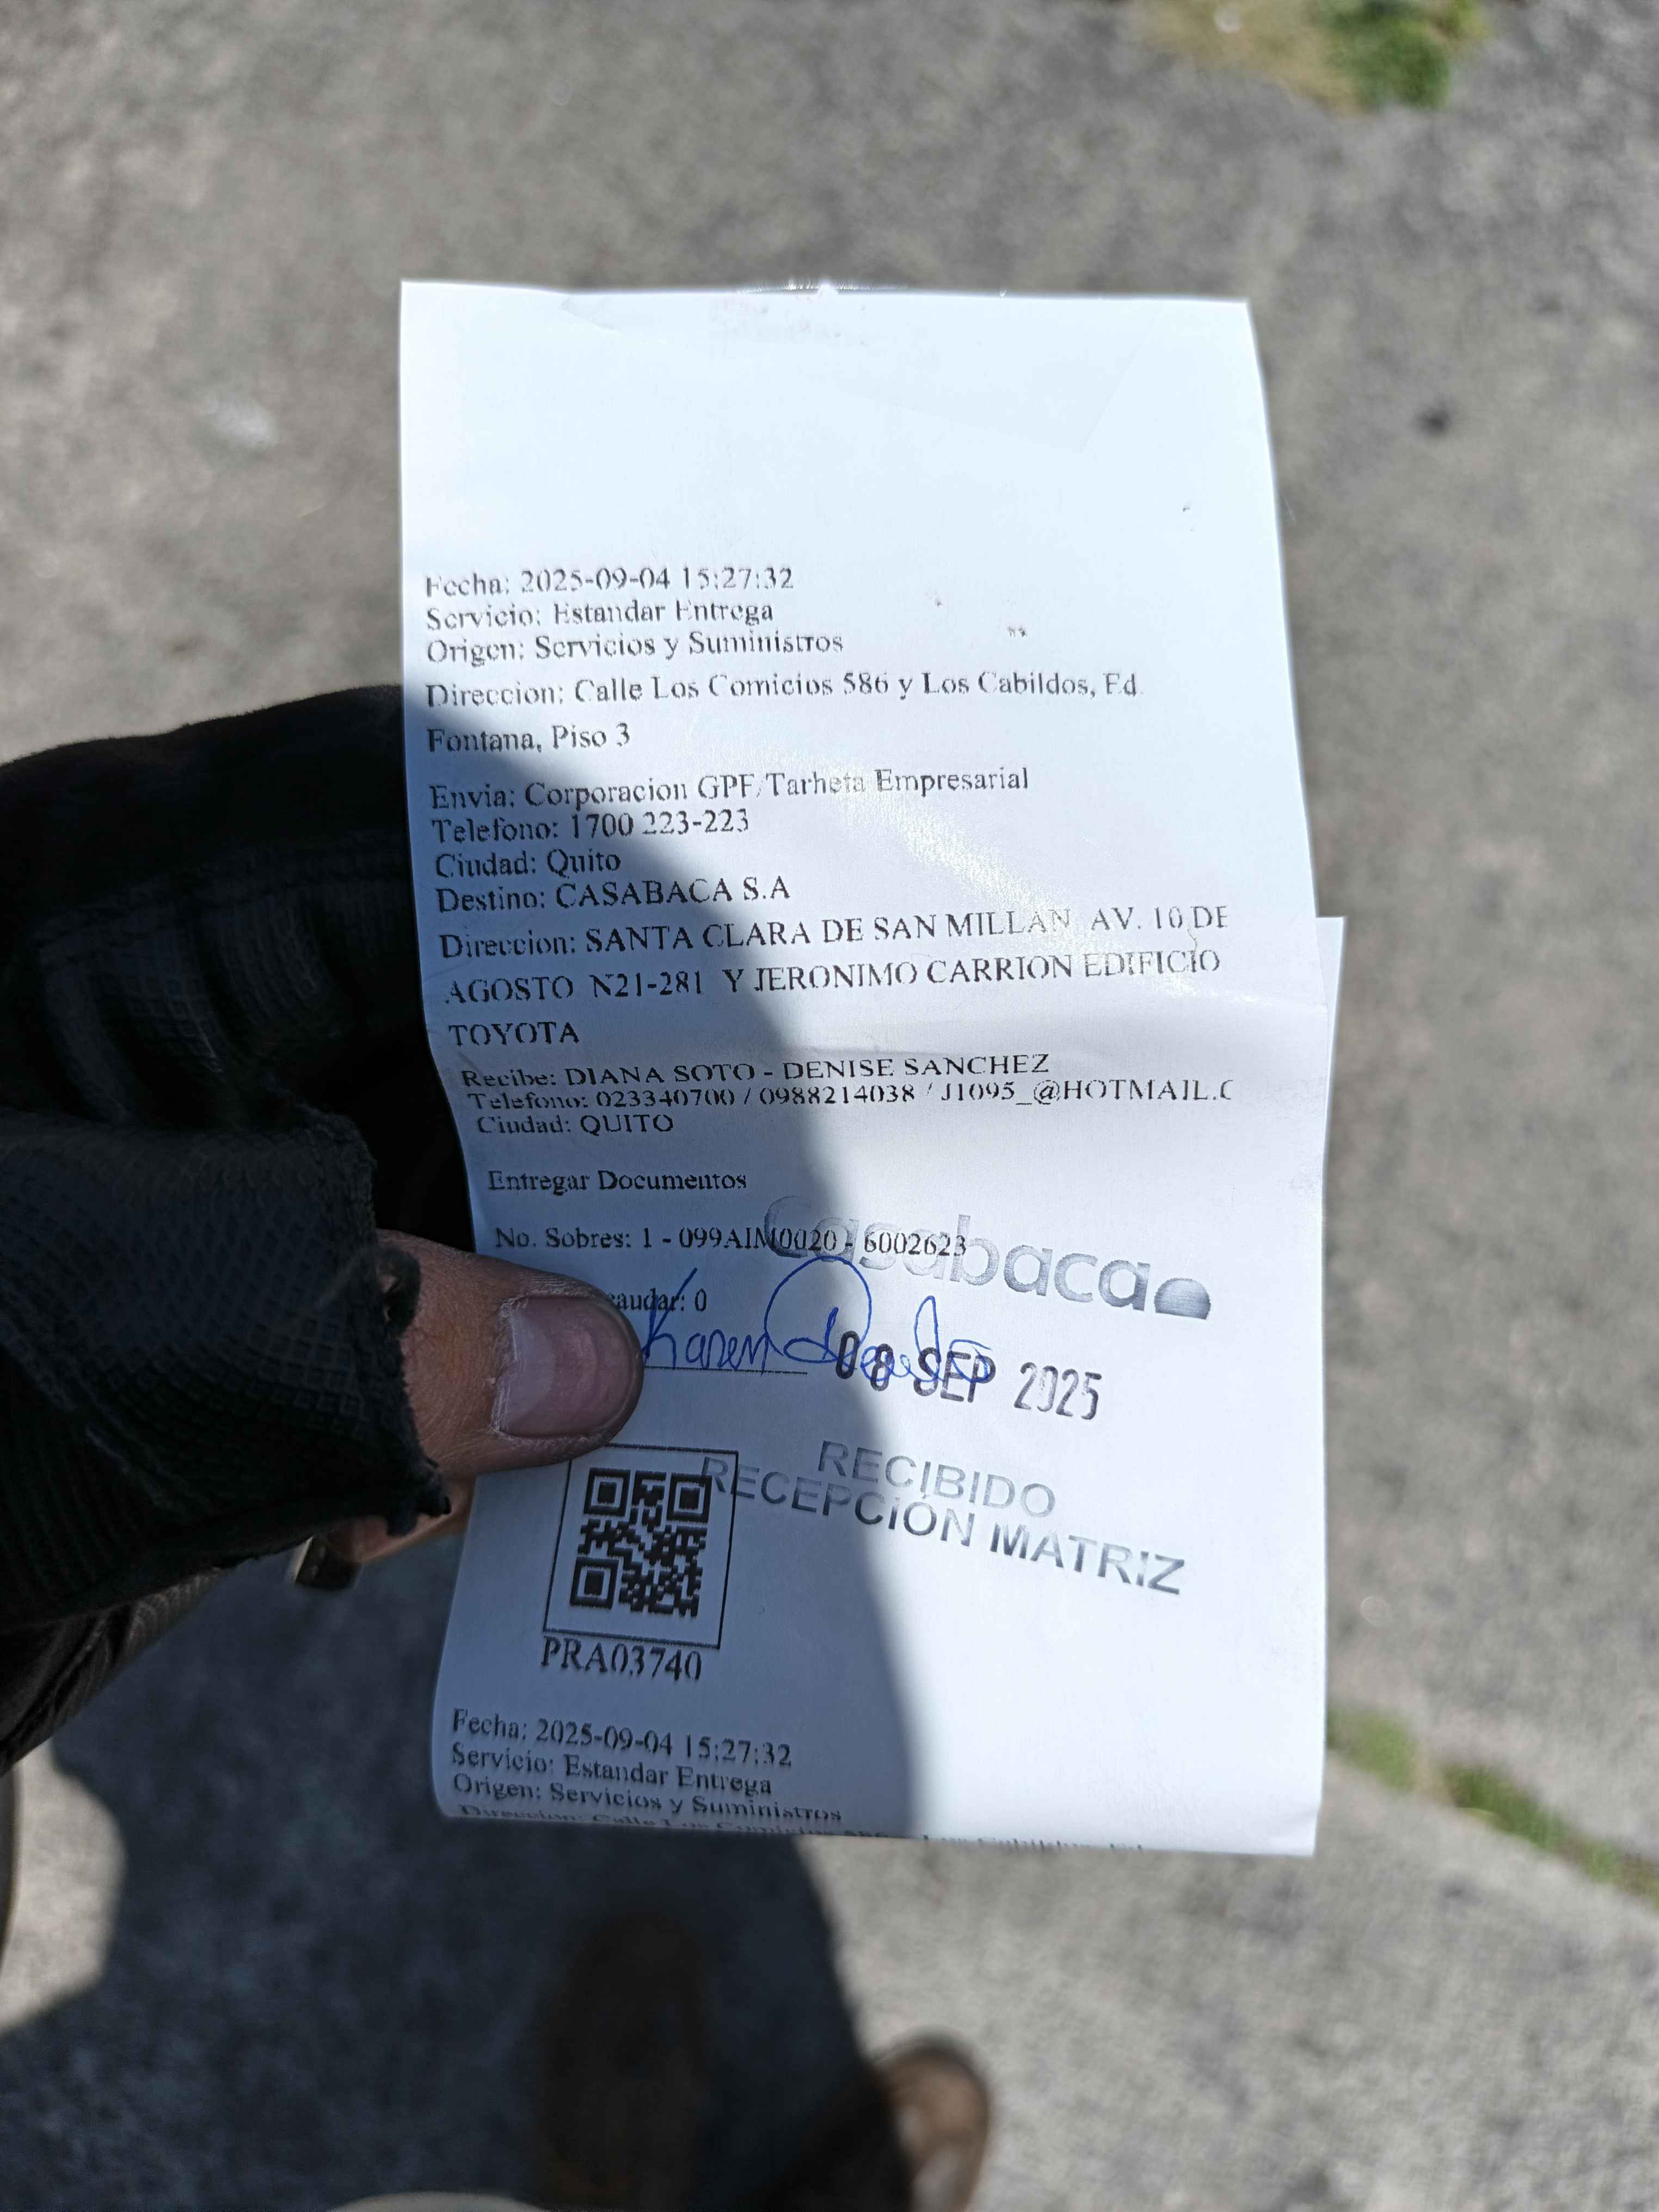 Fecha: 2025-09-04 15:27:32
Servicio: Estandar Entrega
Origen: Servicios y Suministros
Direccion: Calle Los Comicios 586 y Los Cabildos, Ed.
Fontana, Piso 3
Envia: Corporacion GPF/Tarheta Empresarial
Telefono: 1700 223-223
Ciudad: Quito
Destino: CASABACA S.A
Direccion: SANTA CLARA DE SAN MILLAN AV. 10 DE
AGOSTO N21-281 Y JERONIMO CARRION EDIFICIO
TOYOTA
Recibe: DIANA SOTO - DENISE SANCHEZ
Telefono: 023340700 / 0988214038 / J1095_@HOTMAIL.C
Ciudad: QUITO
Entregar Documentos
Casabaca
No. Sobres: 1 - 099AIM0020 - 6002623
caudar: 0
Karen
08 SEP 2025
RECIBIDO
RECEPCIÓN MATRIZ
PRA03740
Fecha: 2025-09-04 15:27:32
Servicio: Estandar Entrega
Origen: Servicios y Suministros